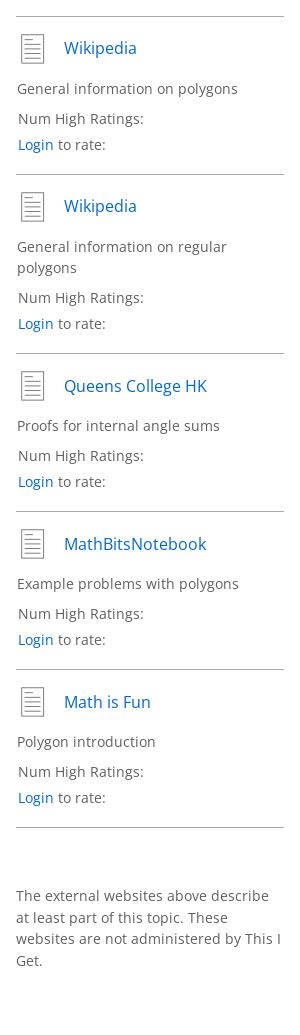 Wikipedia
General information on polygons
Num High Ratings:
Login to rate:
Wikipedia
General information on regular
polygons
Num High Ratings:
Login to rate:
Queens College HK
Proofs for internal angle sums
Num High Ratings:
Login to rate:
MathBitsNotebook
Example problems with polygons
Num High Ratings:
Login to rate:
Math is Fun
Polygon introduction
Num High Ratings:
Login to rate:
The external websites above describe
at least part of this topic. These
websites are not administered by This I
Get.